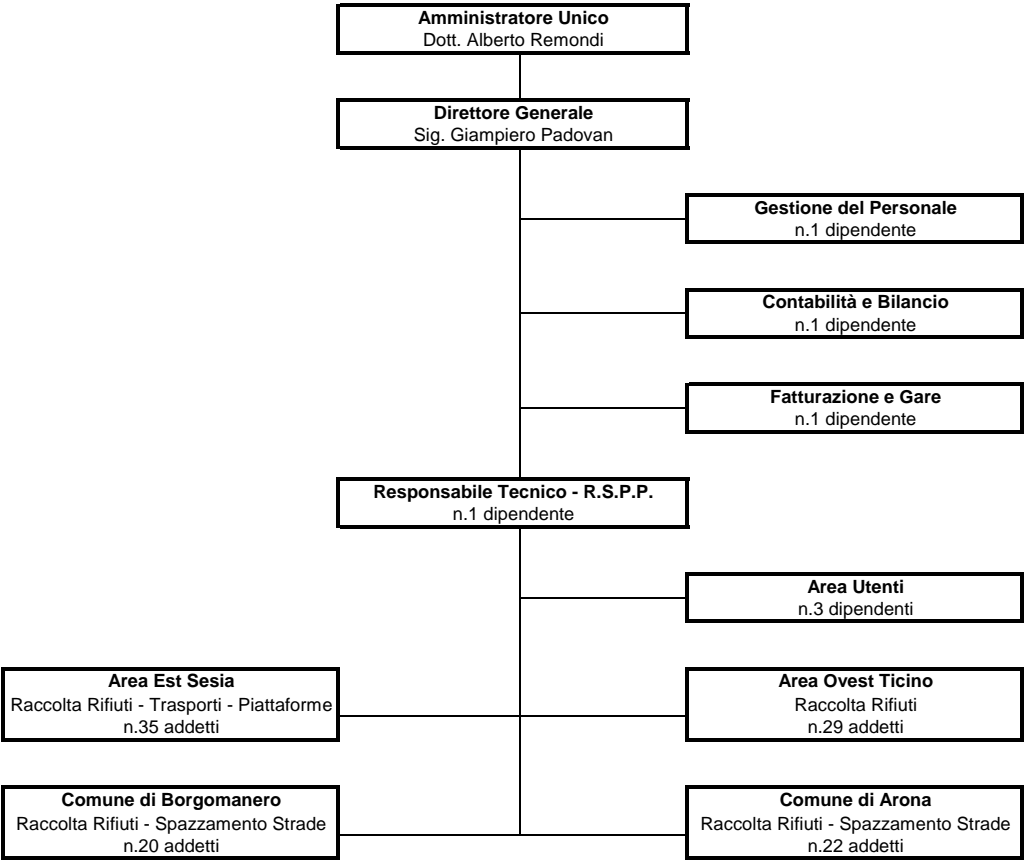 Amministratore Unico
Dott. Alberto Remondi
Direttore Generale
Sig. Giampiero Padovan
Gestione del Personale
n.1 dipendente
Contabilità e Bilancio
n.1 dipendente
Fatturazione e Gare
n.1 dipendente
Responsabile Tecnico - R.S.P.P.
n.1 dipendente
Area Utenti
n.3 dipendenti
Area Est Sesia
Raccolta Rifiuti - Trasporti - Piattaforme
n.35 addetti
Area Ovest Ticino
Raccolta Rifiuti
n.29 addetti
Comune di Borgomanero
Raccolta Rifiuti - Spazzamento Strade
n.20 addetti
Comune di Arona
Raccolta Rifiuti - Spazzamento Strade
n.22 addetti